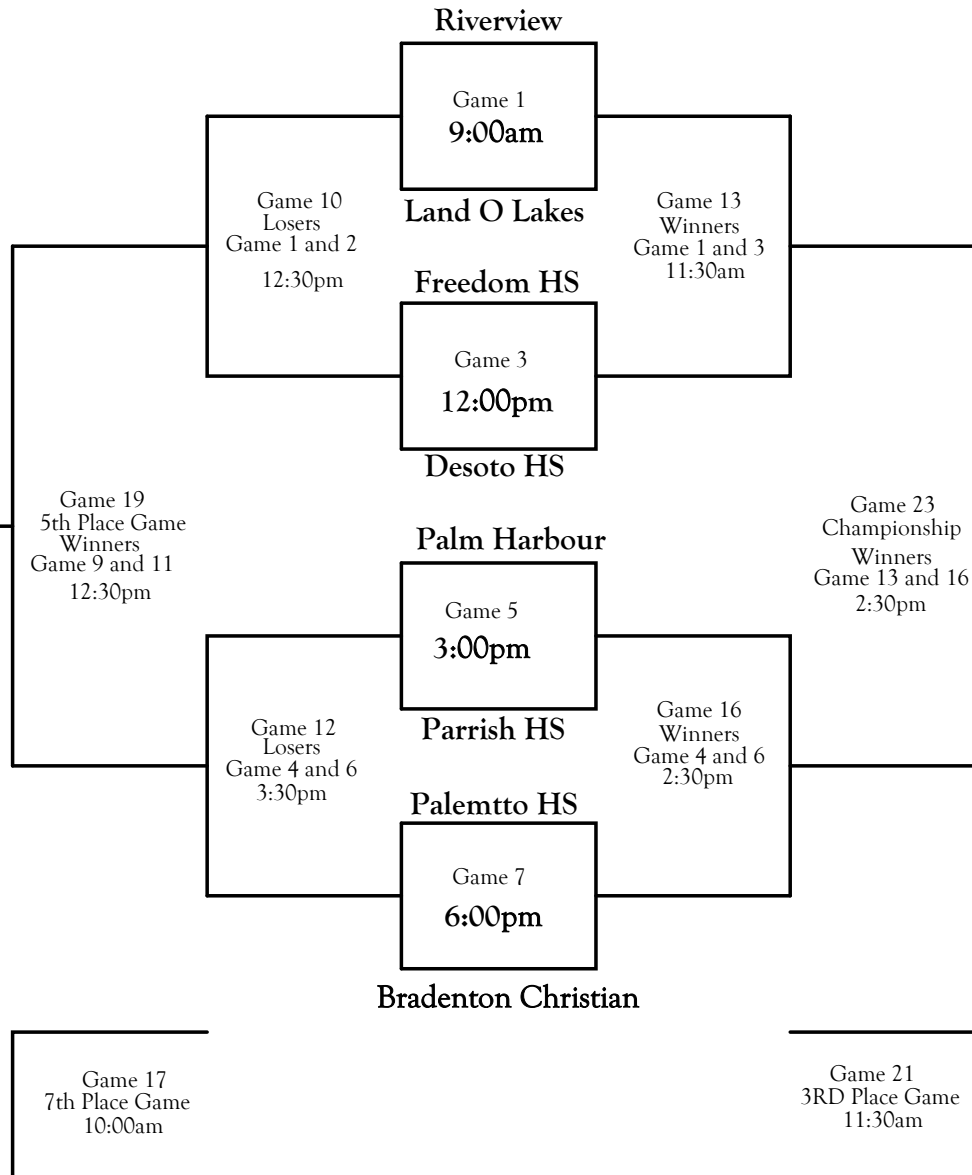 Riverview
Game 1
9:00am
Land O Lakes
Game 10
Losers
Game 1 and 2
12:30pm
Game 13
Winners
Game 1 and 3
11:30am
Freedom HS
Game 3
12:00pm
Desoto HS
Game 19
5th Place Game
Winners
Game 9 and 11
12:30pm
Game 23
Championship
Winners
Game 13 and 16
2:30pm
Palm Harbour
Game 5
3:00pm
Parrish HS
Game 12
Losers
Game 4 and 6
3:30pm
Game 16
Winners
Game 4 and 6
2:30pm
Palemtto HS
Game 7
6:00pm
Bradenton Christian
Game 17
7th Place Game
10:00am
Game 21
3RD Place Game
11:30am